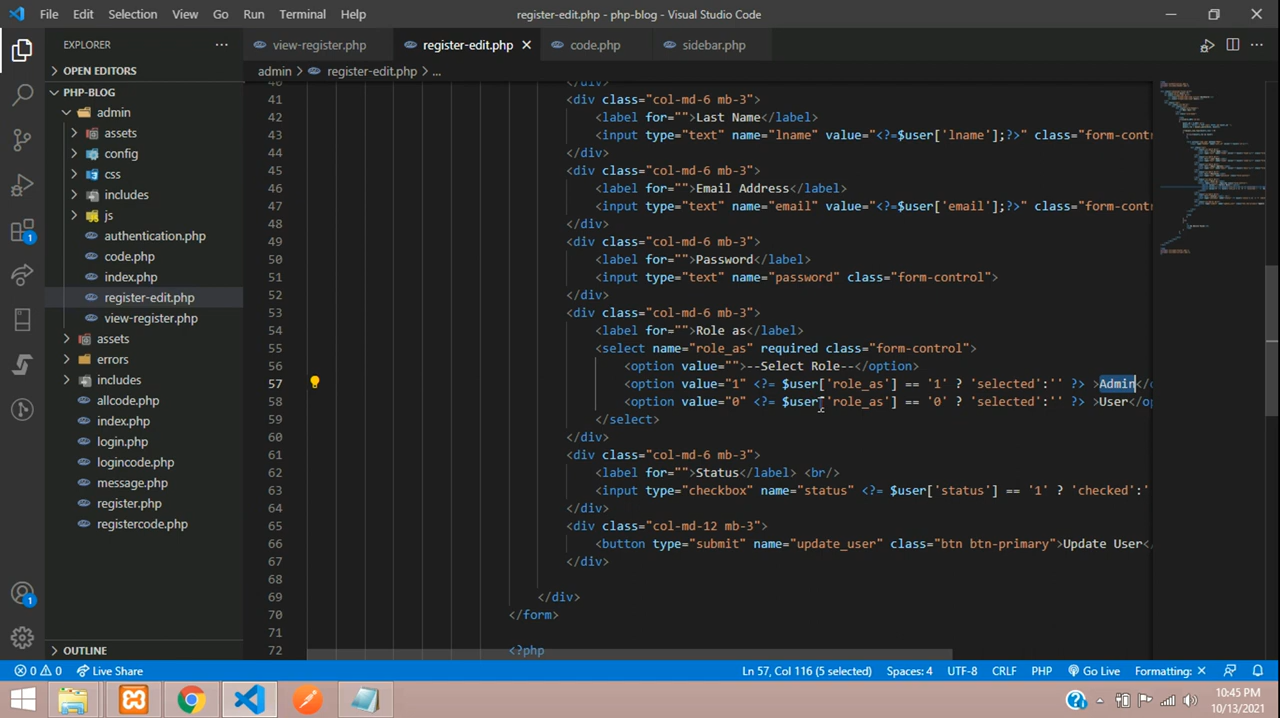 File Edit Selection View Go Run Terminal Help
register-edit.php - php-blog - Visual Studio Code
EXPLORER
view-register.php
register-edit.php
code.php
sidebar.php
OPEN EDITORS
admin > register-edit.php > ...
PHP-BLOG
admin
assets
config
css
includes
js
authentication.php
code.php
index.php
register-edit.php
view-register.php
assets
errors
includes
allcode.php
index.php
login.php
logincode.php
message.php
register.php
registercode.php
OUTLINE
40 </div>
41 <div class="col-md-6 mb-3">
42 <label for="">Last Name</label>
43 <input type="text" name="lname" value="<?=$user['lname'];?>" class="form-contr
44 </div>
45 <div class="col-md-6 mb-3">
46 <label for="">Email Address</label>
47 <input type="text" name="email" value="<?=$user['email'];?>" class="form-contr
48 </div>
49 <div class="col-md-6 mb-3">
50 <label for="">Password</label>
51 <input type="text" name="password" class="form-control">
52 </div>
53 <div class="col-md-6 mb-3">
54 <label for="">Role as</label>
55 <select name="role_as" required class="form-control">
56 <option value="">--Select Role--</option>
57 <option value="1" <?= $user['role_as'] == '1' ? 'selected':'' ?> >Admin</o
58 <option value="0" <?= $user['role_as'] == '0' ? 'selected':'' ?> >User</op
59 </select>
60 </div>
61 <div class="col-md-6 mb-3">
62 <label for="">Status</label> <br/>
63 <input type="checkbox" name="status" <?= $user['status'] == '1' ? 'checked':'
64 </div>
65 <div class="col-md-12 mb-3">
66 <button type="submit" name="update_user" class="btn btn-primary">Update User</
67 </div>
68
69 </div>
70 </form>
71
72 <?php
0 0 Live Share
Ln 57, Col 116 (5 selected) Spaces: 4 UTF-8 CRLF PHP Go Live Formatting: ×
1
1
10:45 PM
10/13/2021